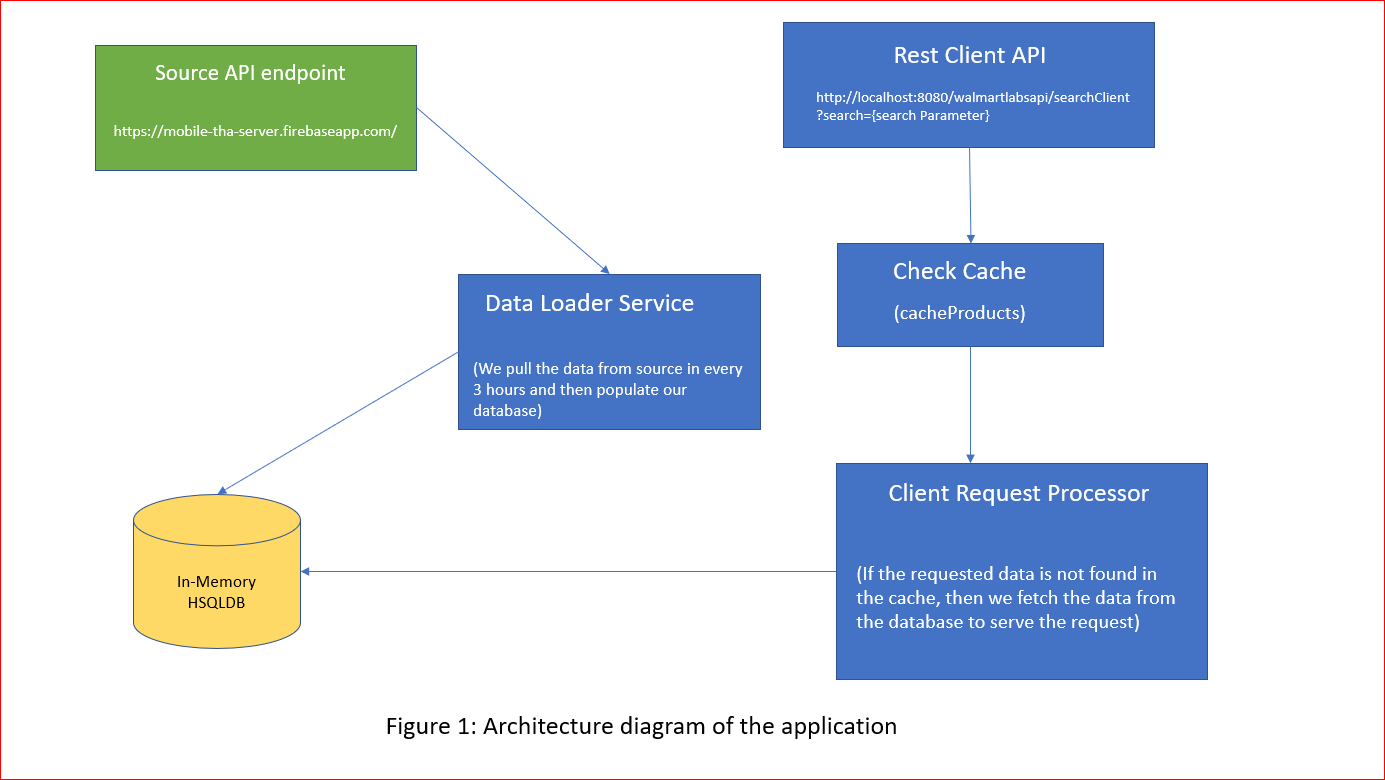 Source API endpoint
https://mobile-tha-server.firebaseapp.com/
Rest Client API
http://localhost:8080/walmartlabsapi/searchClient
?search={search Parameter}
Data Loader Service
(We pull the data from source in every
3 hours and then populate our
database)
Check Cache
(cacheProducts)
Client Request Processor
(If the requested data is not found in
the cache, then we fetch the data from
the database to serve the request)
In-Memory
HSQLDB
Figure 1: Architecture diagram of the application